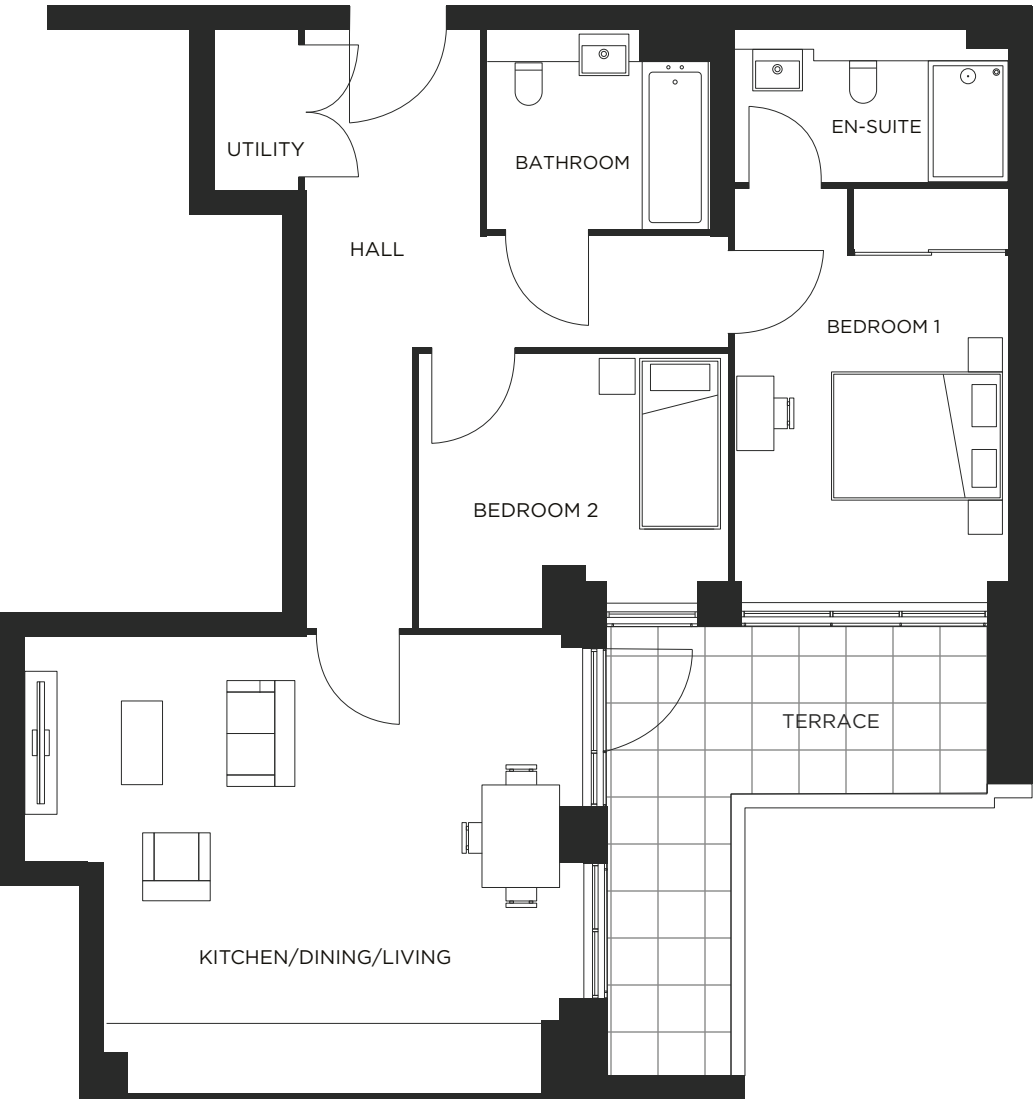 EN-SUITE
UTILITY
BATHROOM
HALL
BEDROOM 1
BEDROOM 2
TERRACE
KITCHEN/DINING/LIVING